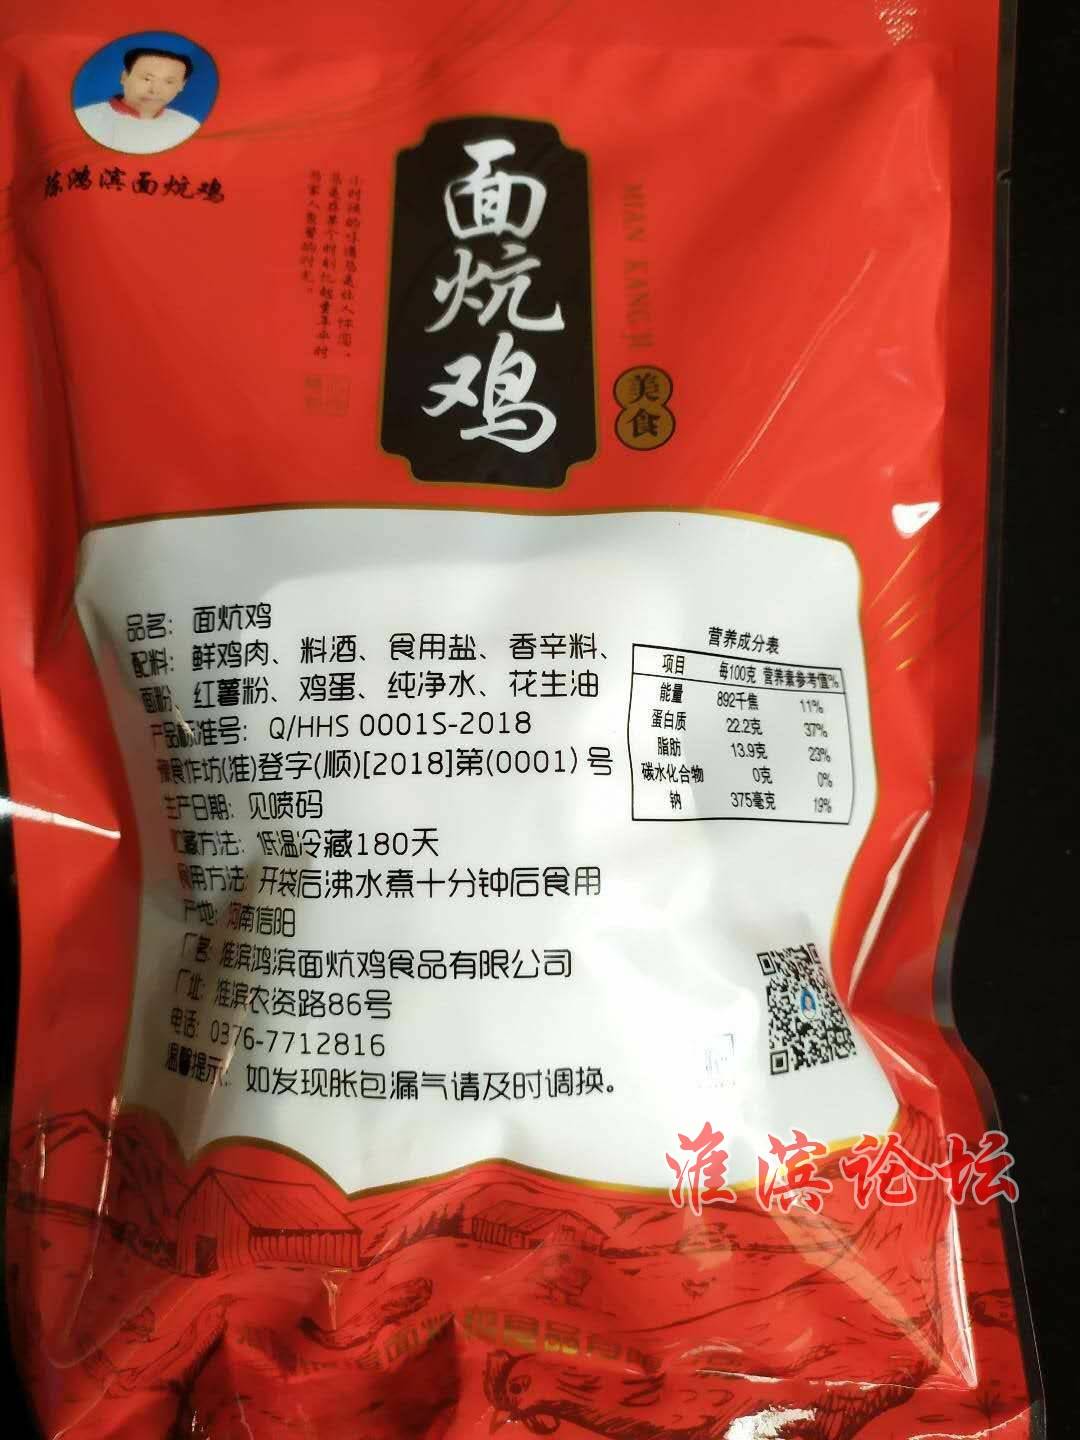 陈鸿滨面炕鸡
面炕鸡
MIAN KANG JI
美食
品名：面炕鸡
配料：鲜鸡肉、料酒、食用盐、香辛料、
面粉、红薯粉、鸡蛋、纯净水、花生油
产品标准号：Q/HHS 0001S-2018
豫食作坊(淮)登字(顺)[2018]第(0001)号
生产日期：见喷码
贮藏方法：低温冷藏180天
食用方法：开袋后沸水煮十分钟后食用
产地：河南信阳
厂名：淮滨鸿滨面炕鸡食品有限公司
厂址：淮滨农资路86号
电话：0376-7712816
温馨提示：如发现胀包漏气请及时调换。
营养成分表
项目 每100克 营养素参考值%
能量 892千焦 11%
蛋白质 22.2克 37%
脂肪 13.9克 23%
碳水化合物 0克 0%
钠 375毫克 19%
淮滨论坛